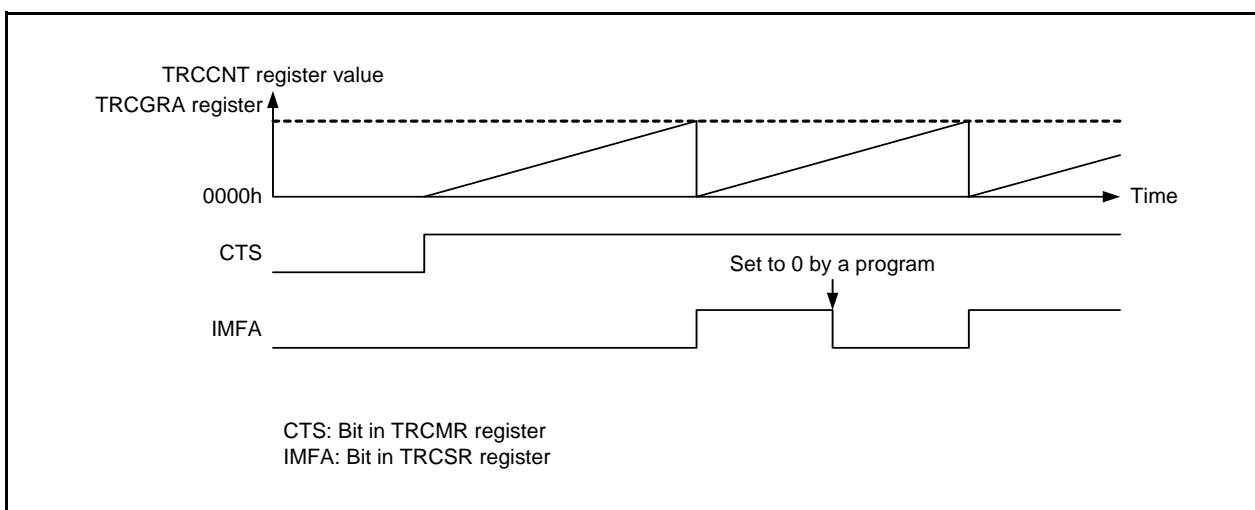 TRCCNT register value
TRCGRA register
0000h
Time
CTS
Set to 0 by a program
IMFA
CTS: Bit in TRCMR register
IMFA: Bit in TRCSR register